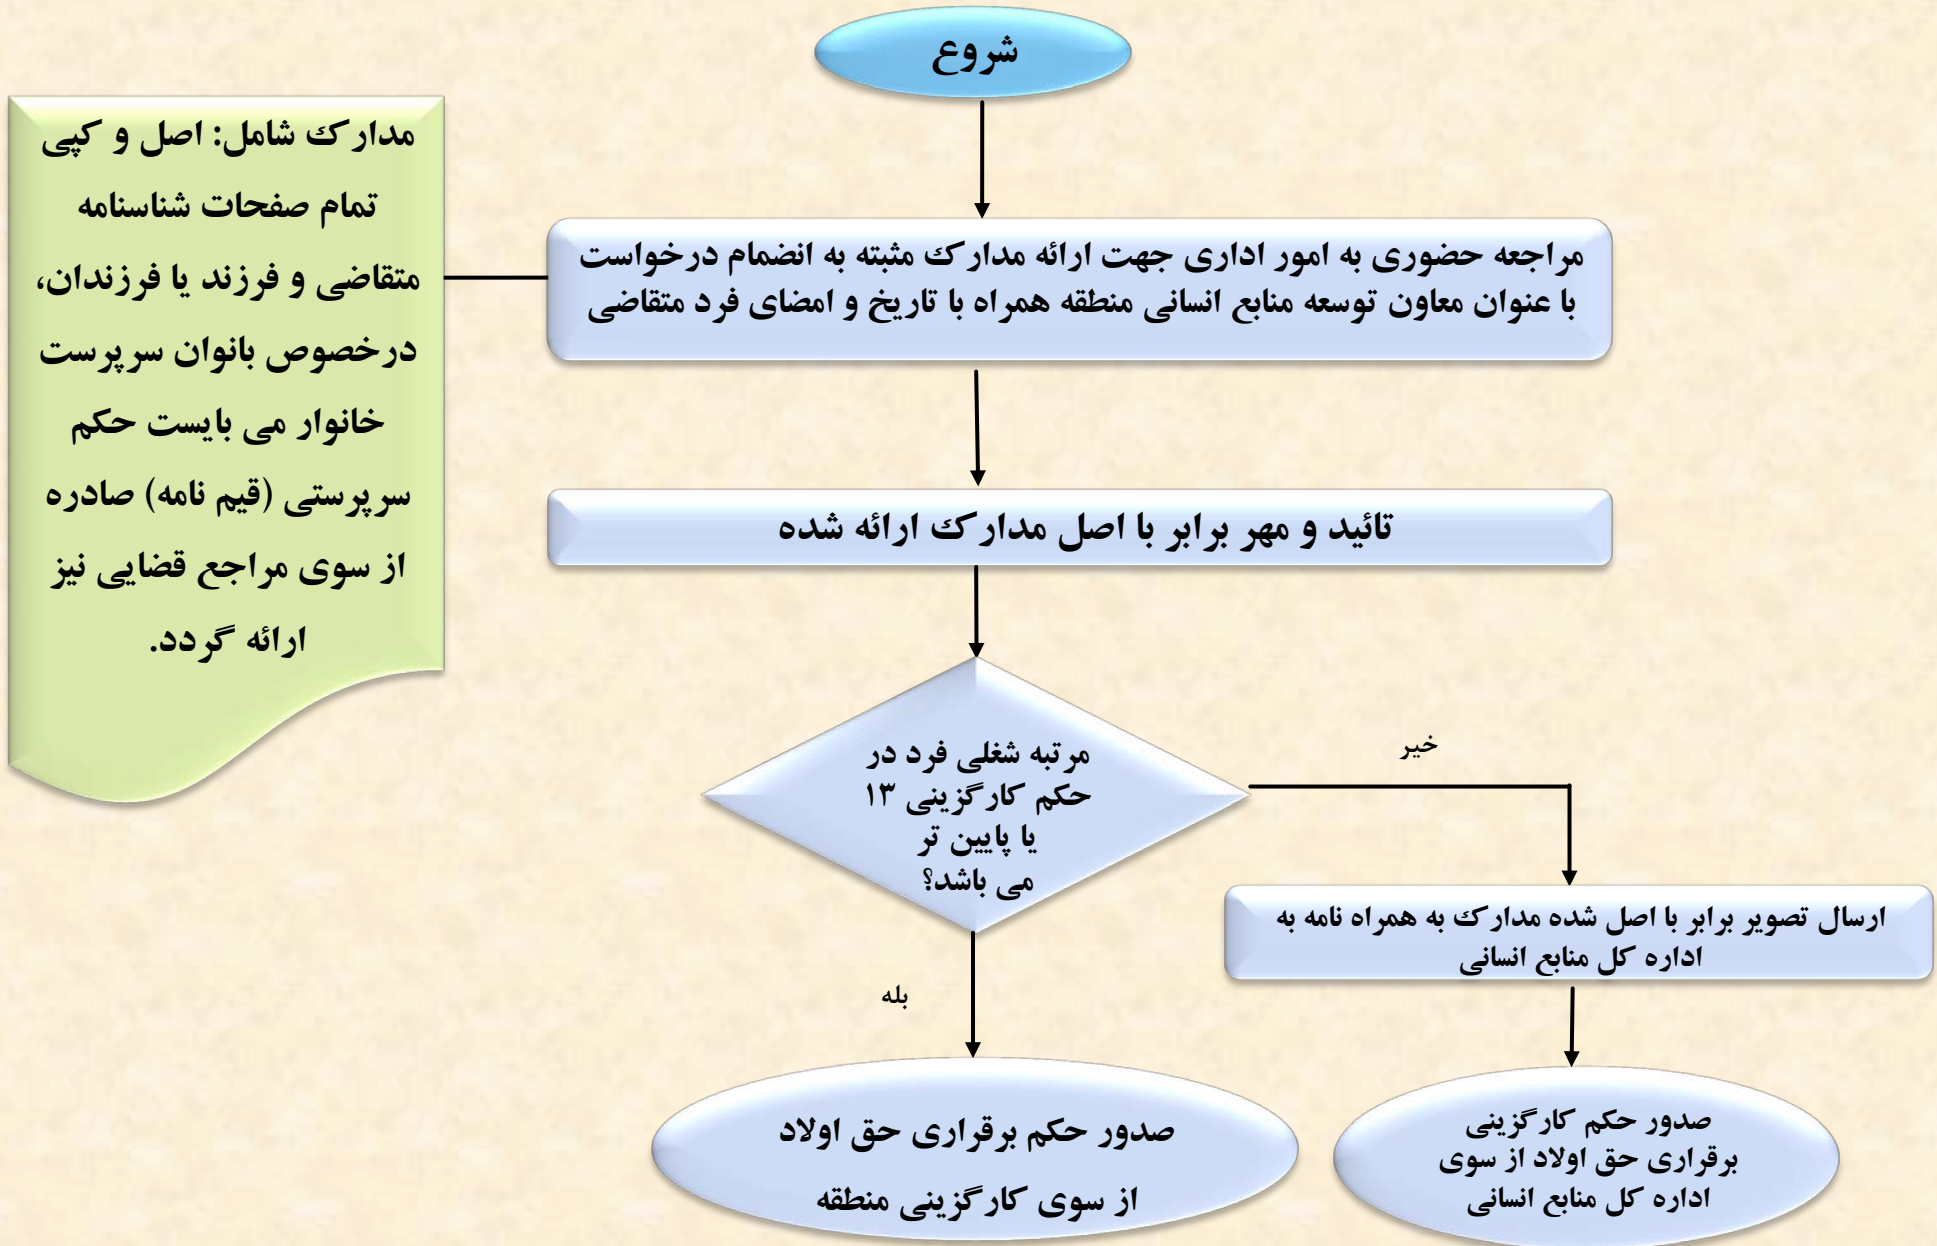 شروع
مدارک شامل: اصل و کپی
تمام صفحات شناسنامه
متقاضی و فرزند یا فرزندان،
درخصوص بانوان سرپرست
خانوار می بایست حکم
سرپرستی (قیم نامه) صادره
از سوی مراجع قضایی نیز
ارائه گردد.
مراجعه حضوری به امور اداری جهت ارائه مدارک مثبته به انضمام درخواست
با عنوان معاون توسعه منابع انسانی منطقه همراه با تاریخ و امضای فرد متقاضی
تائید و مهر برابر با اصل مدارک ارائه شده
مرتبه شغلی فرد در
حکم کارگزینی ۱۳
یا پایین تر
می باشد؟
خیر
ارسال تصویر برابر با اصل شده مدارک به همراه نامه به
اداره کل منابع انسانی
بله
صدور حکم برقراری حق اولاد
از سوی کارگزینی منطقه
صدور حکم کارگزینی
برقراری حق اولاد از سوی
اداره کل منابع انسانی